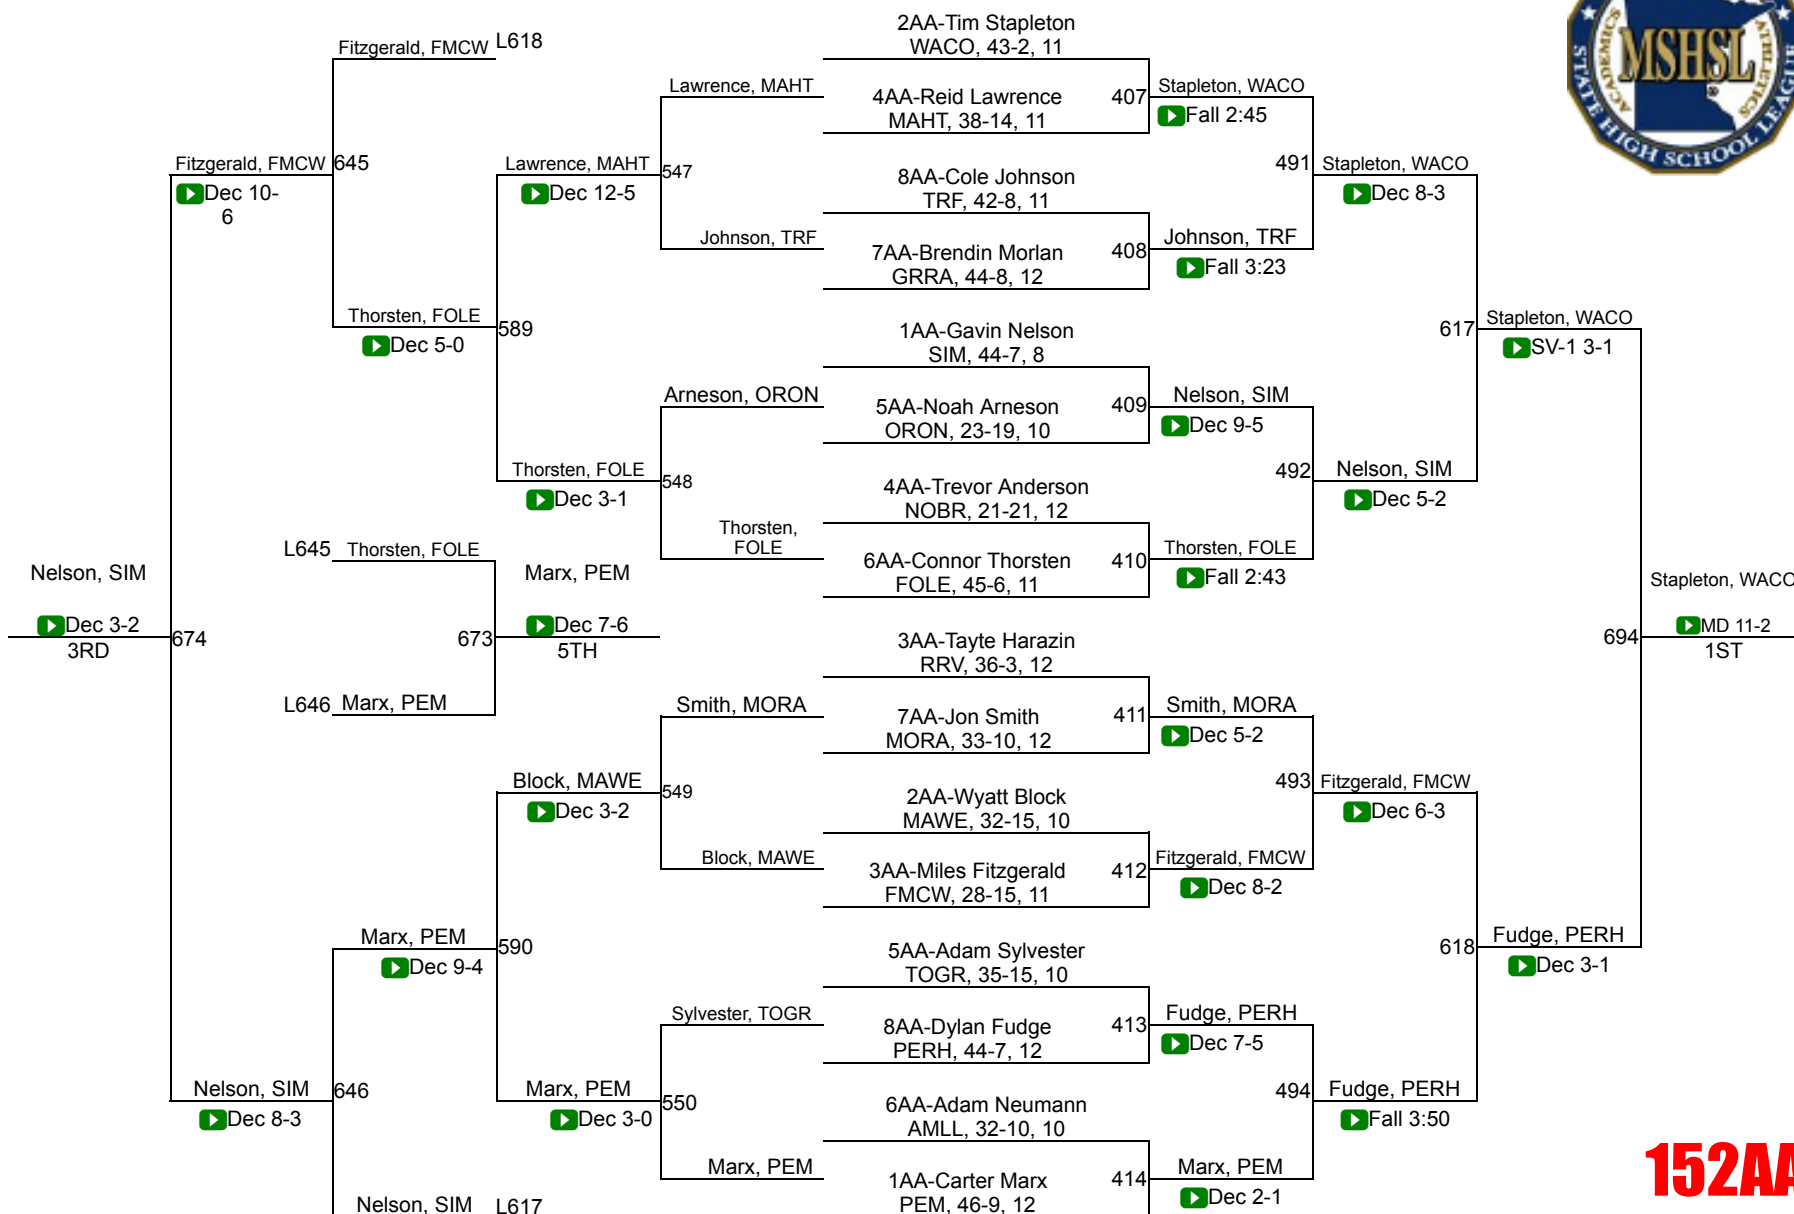 2AA-Tim Stapleton
WACO, 43-2, 11
Fitzgerald, FMCW L618
MSHSL
ACADEMICS
ATHLETICS
STATE HIGH SCHOOL LEAGUE
Lawrence, MAHT
4AA-Reid Lawrence
MAHT, 38-14, 11
407
Stapleton, WACO
Fall 2:45
Fitzgerald, FMCW
645
Dec 10-
6
Lawrence, MAHT
547
Dec 12-5
8AA-Cole Johnson
TRF, 42-8, 11
491
Stapleton, WACO
Dec 8-3
Johnson, TRF
7AA-Brendin Morlan
GRRA, 44-8, 12
408
Johnson, TRF
Fall 3:23
Thorsten, FOLE
589
Dec 5-0
1AA-Gavin Nelson
SIM, 44-7, 8
617
Stapleton, WACO
SV-1 3-1
Arneson, ORON
5AA-Noah Arneson
ORON, 23-19, 10
409
Nelson, SIM
Dec 9-5
Thorsten, FOLE
548
Dec 3-1
4AA-Trevor Anderson
NOBR, 21-21, 12
492
Nelson, SIM
Dec 5-2
Thorsten,
FOLE
6AA-Connor Thorsten
FOLE, 45-6, 11
410
Thorsten, FOLE
Fall 2:43
L645 Thorsten, FOLE
Nelson, SIM
Dec 3-2
3RD
674
673
Marx, PEM
Dec 7-6
5TH
Stapleton, WACO
694
MD 11-2
1ST
3AA-Tayte Harazin
RRV, 36-3, 12
L646 Marx, PEM
Smith, MORA
7AA-Jon Smith
MORA, 33-10, 12
411
Smith, MORA
Dec 5-2
Block, MAWE
549
Dec 3-2
2AA-Wyatt Block
MAWE, 32-15, 10
493
Fitzgerald, FMCW
Dec 6-3
Block, MAWE
3AA-Miles Fitzgerald
FMCW, 28-15, 11
412
Fitzgerald, FMCW
Dec 8-2
Marx, PEM
590
Dec 9-4
5AA-Adam Sylvester
TOGR, 35-15, 10
618
Fudge, PERH
Dec 3-1
Sylvester, TOGR
8AA-Dylan Fudge
PERH, 44-7, 12
413
Fudge, PERH
Dec 7-5
Nelson, SIM
646
Dec 8-3
Marx, PEM
550
Dec 3-0
6AA-Adam Neumann
AMLL, 32-10, 10
494
Fudge, PERH
Fall 3:50
Marx, PEM
1AA-Carter Marx
PEM, 46-9, 12
414
Marx, PEM
Dec 2-1
Nelson, SIM L617
152AA